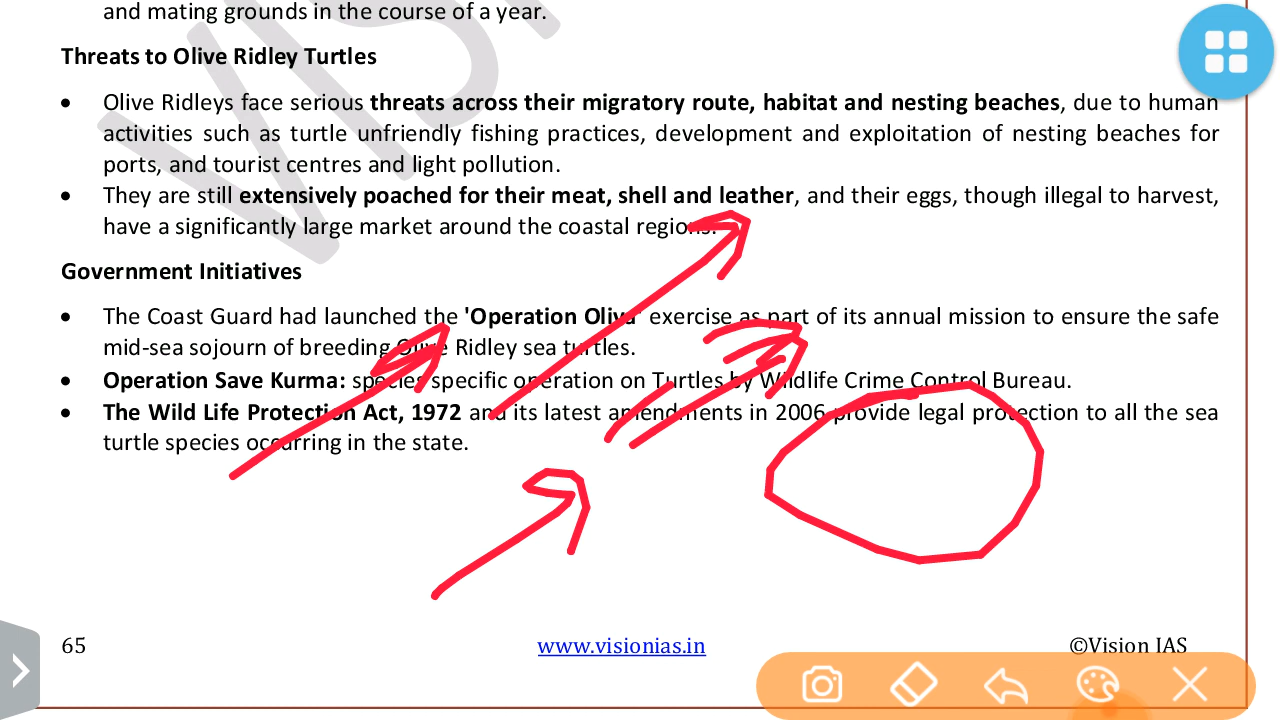 and mating grounds in the course of a year.
Threats to Olive Ridley Turtles
• Olive Ridleys face serious threats across their migratory route, habitat and nesting beaches, due to human
activities such as turtle unfriendly fishing practices, development and exploitation of nesting beaches for
ports, and tourist centres and light pollution.
• They are still extensively poached for their meat, shell and leather, and their eggs, though illegal to harvest,
have a significantly large market around the coastal regions.
Government Initiatives
• The Coast Guard had launched the 'Operation Oliva' exercise as part of its annual mission to ensure the safe
mid-sea sojourn of breeding Olive Ridley sea turtles.
• Operation Save Kurma: species specific operation on Turtles by Wildlife Crime Control Bureau.
• The Wild Life Protection Act, 1972 and its latest amendments in 2006 provide legal protection to all the sea
turtle species occurring in the state.
65 www.visionias.in ©Vision IAS
VIS